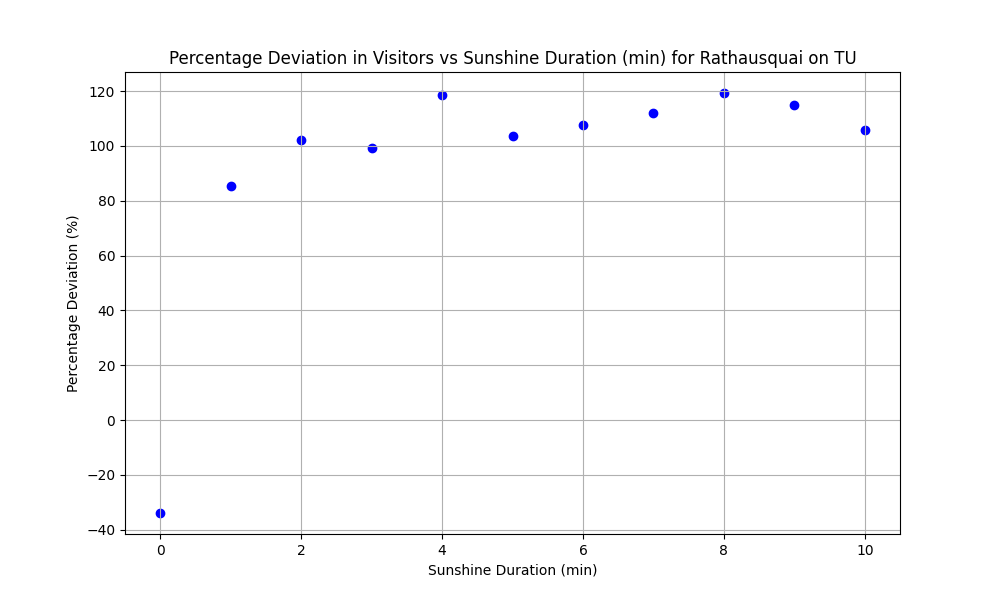 Percentage Deviation in Visitors vs Sunshine Duration (min) for Rathausquai on TU
120
100
80
60
40
20
0
−20
−40
Percentage Deviation (%)
0 2 4 6 8 10
Sunshine Duration (min)